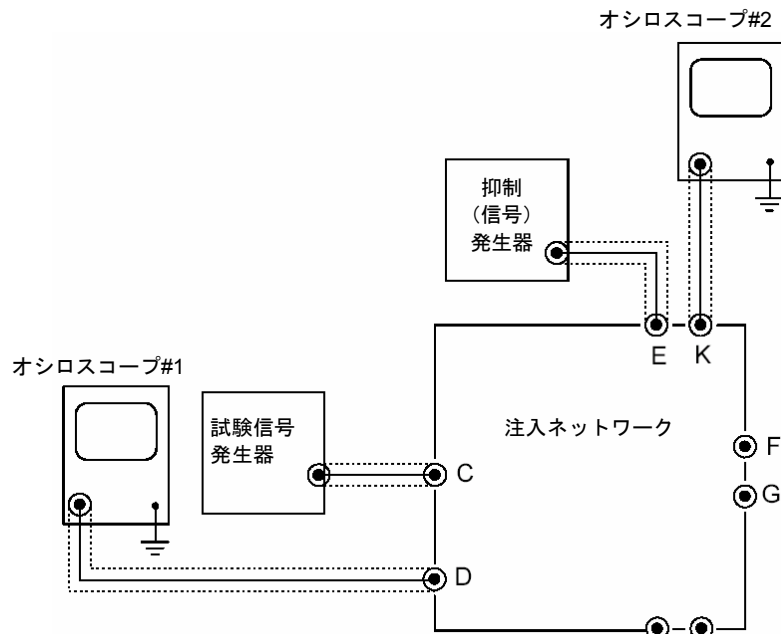 オシロスコープ#2
抑制
（信号）
発生器
E
K
オシロスコープ#1
試験信号
発生器
注入ネットワーク
F
C
G
D